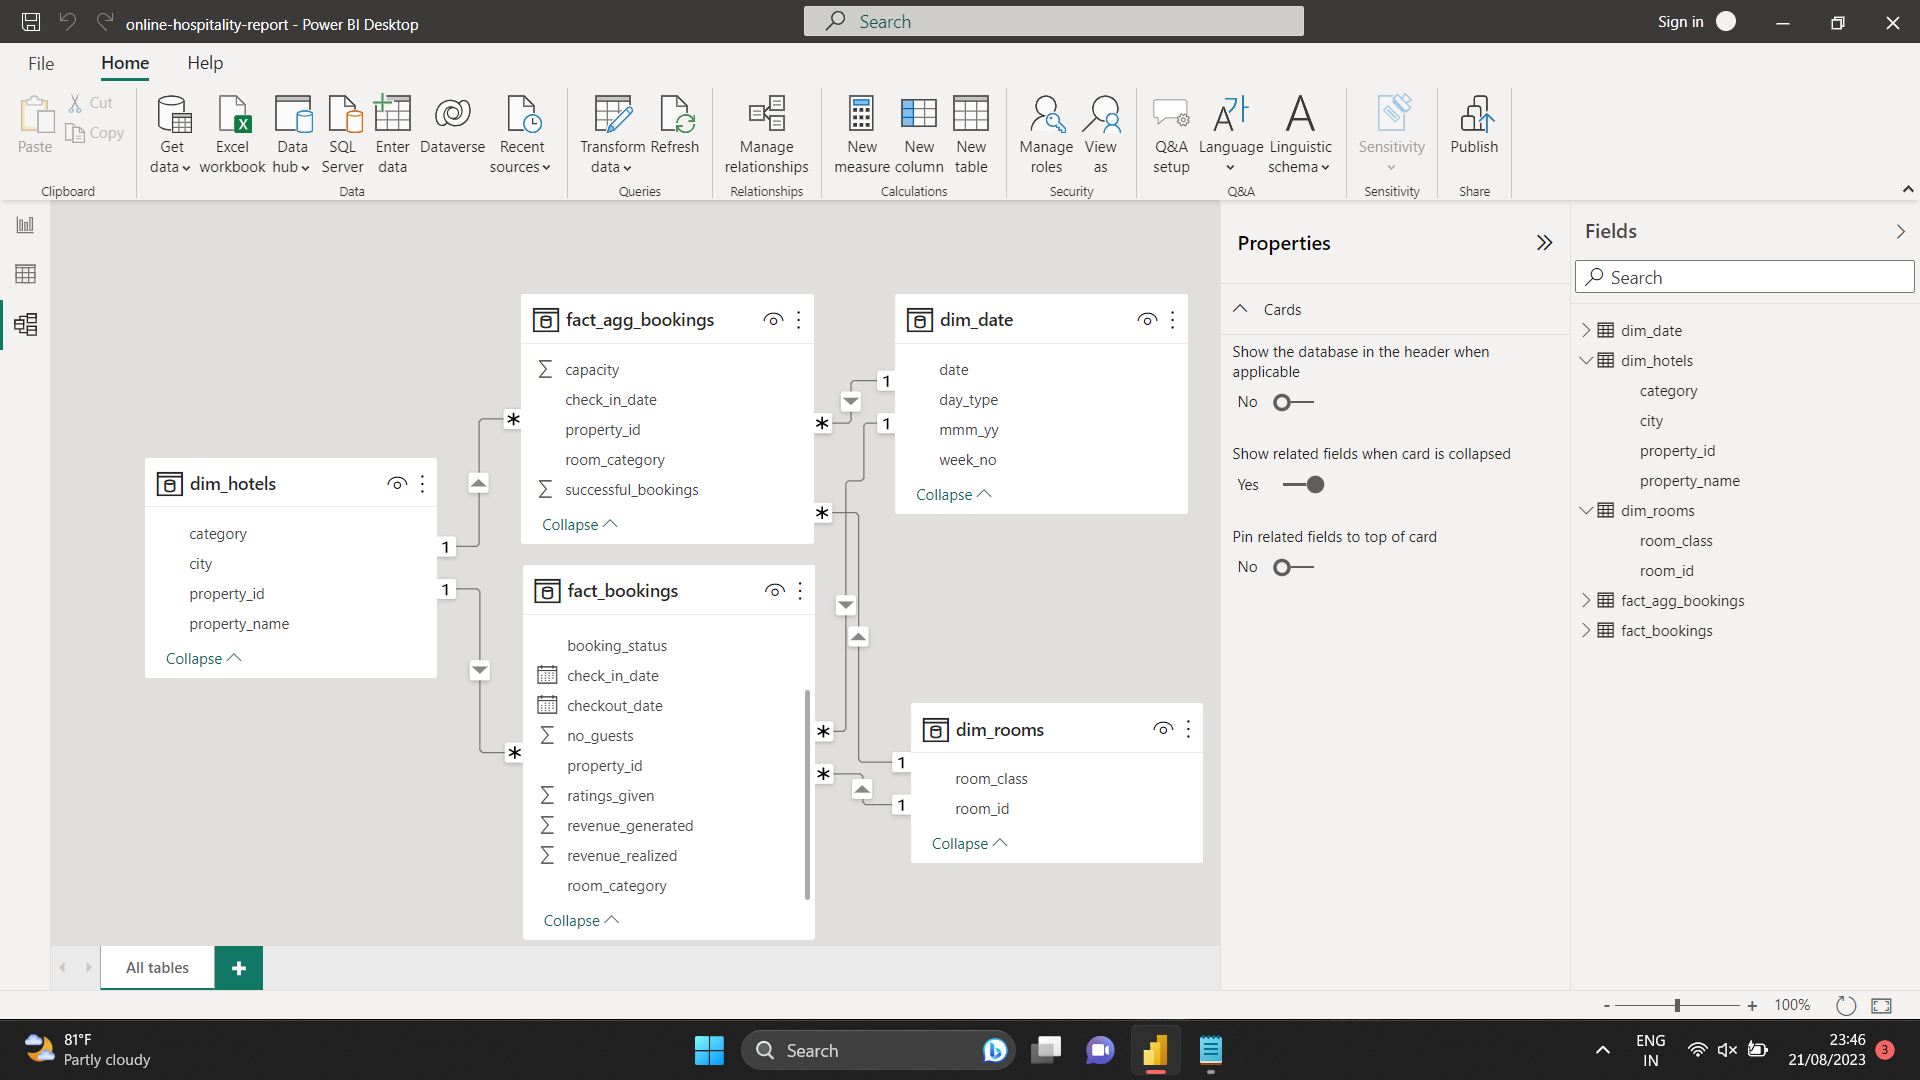 online-hospitality-report - Power BI Desktop
Search
Sign in
File
Home
Help
Paste
Cut
Copy
Clipboard
Get data
Excel workbook
Data hub
SQL Server
Enter data
Dataverse
Recent sources
Data
Transform data
Refresh
Queries
Manage relationships
Relationships
New measure
New column
New table
Calculations
Manage roles
View as
Security
Q&A setup
Language
Linguistic schema
Q&A
Sensitivity
Sensitivity
Publish
Share
fact_agg_bookings
capacity
check_in_date
property_id
room_category
successful_bookings
Collapse
dim_date
date
day_type
mmm_yy
week_no
Collapse
dim_hotels
category
city
property_id
property_name
Collapse
fact_bookings
booking_status
check_in_date
checkout_date
no_guests
property_id
ratings_given
revenue_generated
revenue_realized
room_category
Collapse
dim_rooms
room_class
room_id
Collapse
*
1
1
*
*
*
1
1
*
*
1
1
Properties
Cards
Show the database in the header when
applicable
No
Show related fields when card is collapsed
Yes
Pin related fields to top of card
No
Fields
Search
dim_date
dim_hotels
category
city
property_id
property_name
dim_rooms
room_class
room_id
fact_agg_bookings
fact_bookings
All tables
+
- + 100%
81°F
Partly cloudy
Search
ENG
IN
23:46
21/08/2023
3